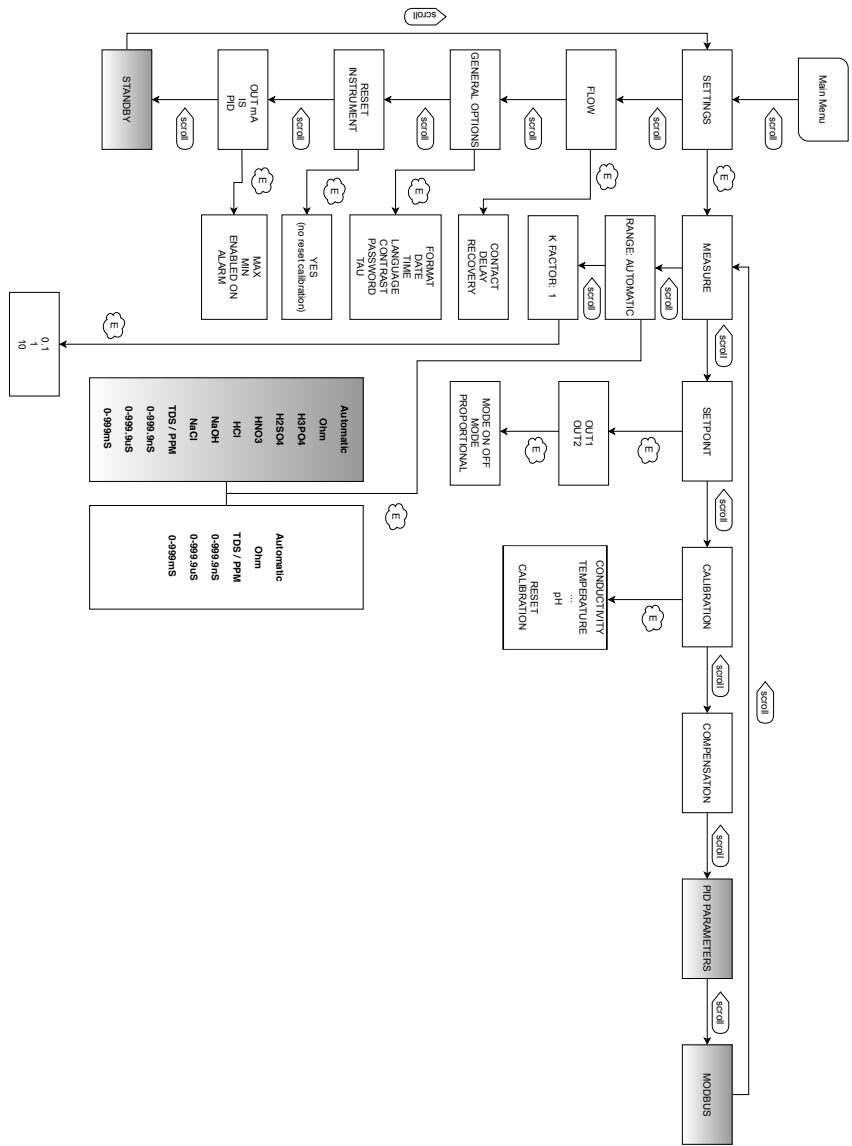 Main Menu
scroll
scroll
SETTINGS
E
MEASURE
scroll
SETPOINT
scroll
CALIBRATION
scroll
COMPENSATION
scroll
PID PARAMETERS
scroll
MODBUS
scroll
scroll
E
E
RANGE: AUTOMATIC
FLOW
E
scroll
OUT1
OUT2
CONDUCTIVITY
TEMPERATURE
...
pH
RESET
CALIBRATION
K FACTOR: 1
scroll
E
CONTACT
DELAY
RECOVERY
MODE ON OFF
MODE
PROPORTIONAL
GENERAL OPTIONS
E
scroll
FORMAT
DATE
TIME
LANGUAGE
CONTRAST
PASSWORD
TAU
scroll
E
RESET
INSTRUMENT
E
YES
(no reset calibration)
Automatic
Ohm
H3PO4
H2SO4
HNO3
HCl
NaOH
NaCl
TDS / PPM
0-999.9nS
0-999.9uS
0-999mS
Automatic
Ohm
TDS / PPM
0-999.9nS
0-999.9uS
0-999mS
scroll
OUT mA
IS
PID
E
MAX
MIN
ENABLED ON
ALARM
scroll
STANDBY
E
0.1
1
10